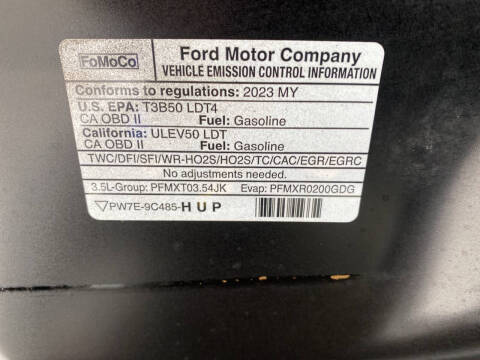 FoMoCo
Ford Motor Company
VEHICLE EMISSION CONTROL INFORMATION
Conforms to regulations: 2023 MY
U.S. EPA: T3B50 LDT4
CA OBD II Fuel: Gasoline
California: ULEV50 LDT
CA OBD II Fuel: Gasoline
TWC/DFI/SFI/WR-HO2S/HO2S/TC/CAC/EGR/EGRC
No adjustments needed.
3.5L-Group: PFMXT03.54JK Evap: PFMXR0200GDG
PW7E-9C485-HUP